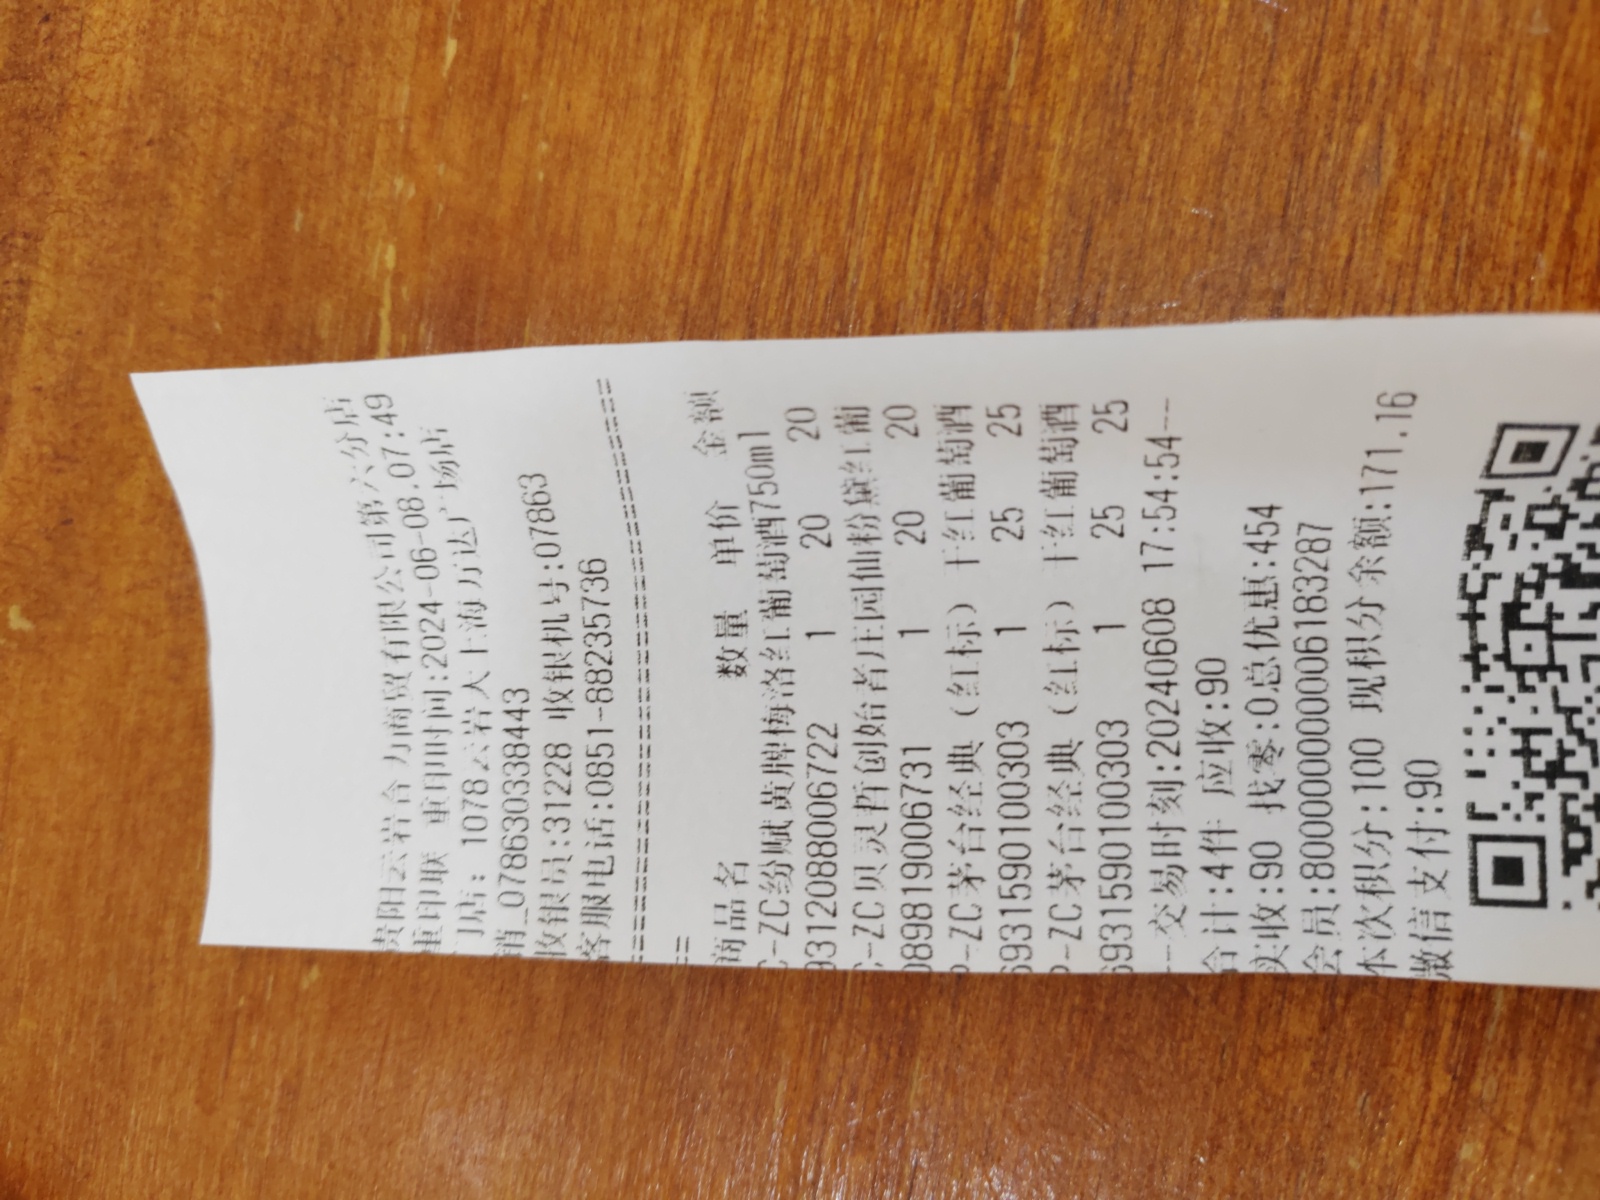 贵阳云岩合力商贸有限公司第六分店
重印联 重印时间:2024-06-08.07:49
门店: 1078云岩大上海万达广场店
销_078630338443
收银员:31228 收银机号:07863
客服电话:0851-88235736
================================
==
商品名 数量 单价 金额
C-ZC纷赋黄牌梅洛红葡萄酒750ml
9312088006722 1 20 20
C-ZC贝灵哲创始者庄园仙粉黛红葡
089819006731 1 20 20
P-ZC茅台经典（红标）干红葡萄酒
6931590100303 1 25 25
P-ZC茅台经典（红标）干红葡萄酒
6931590100303 1 25 25
---交易时刻:20240608 17:54:54---
合计:4件 应收:90
实收:90 找零:0总优惠:454
会员:8000000000006183287
本次积分:100 现积分余额:171.16
微信支付:90